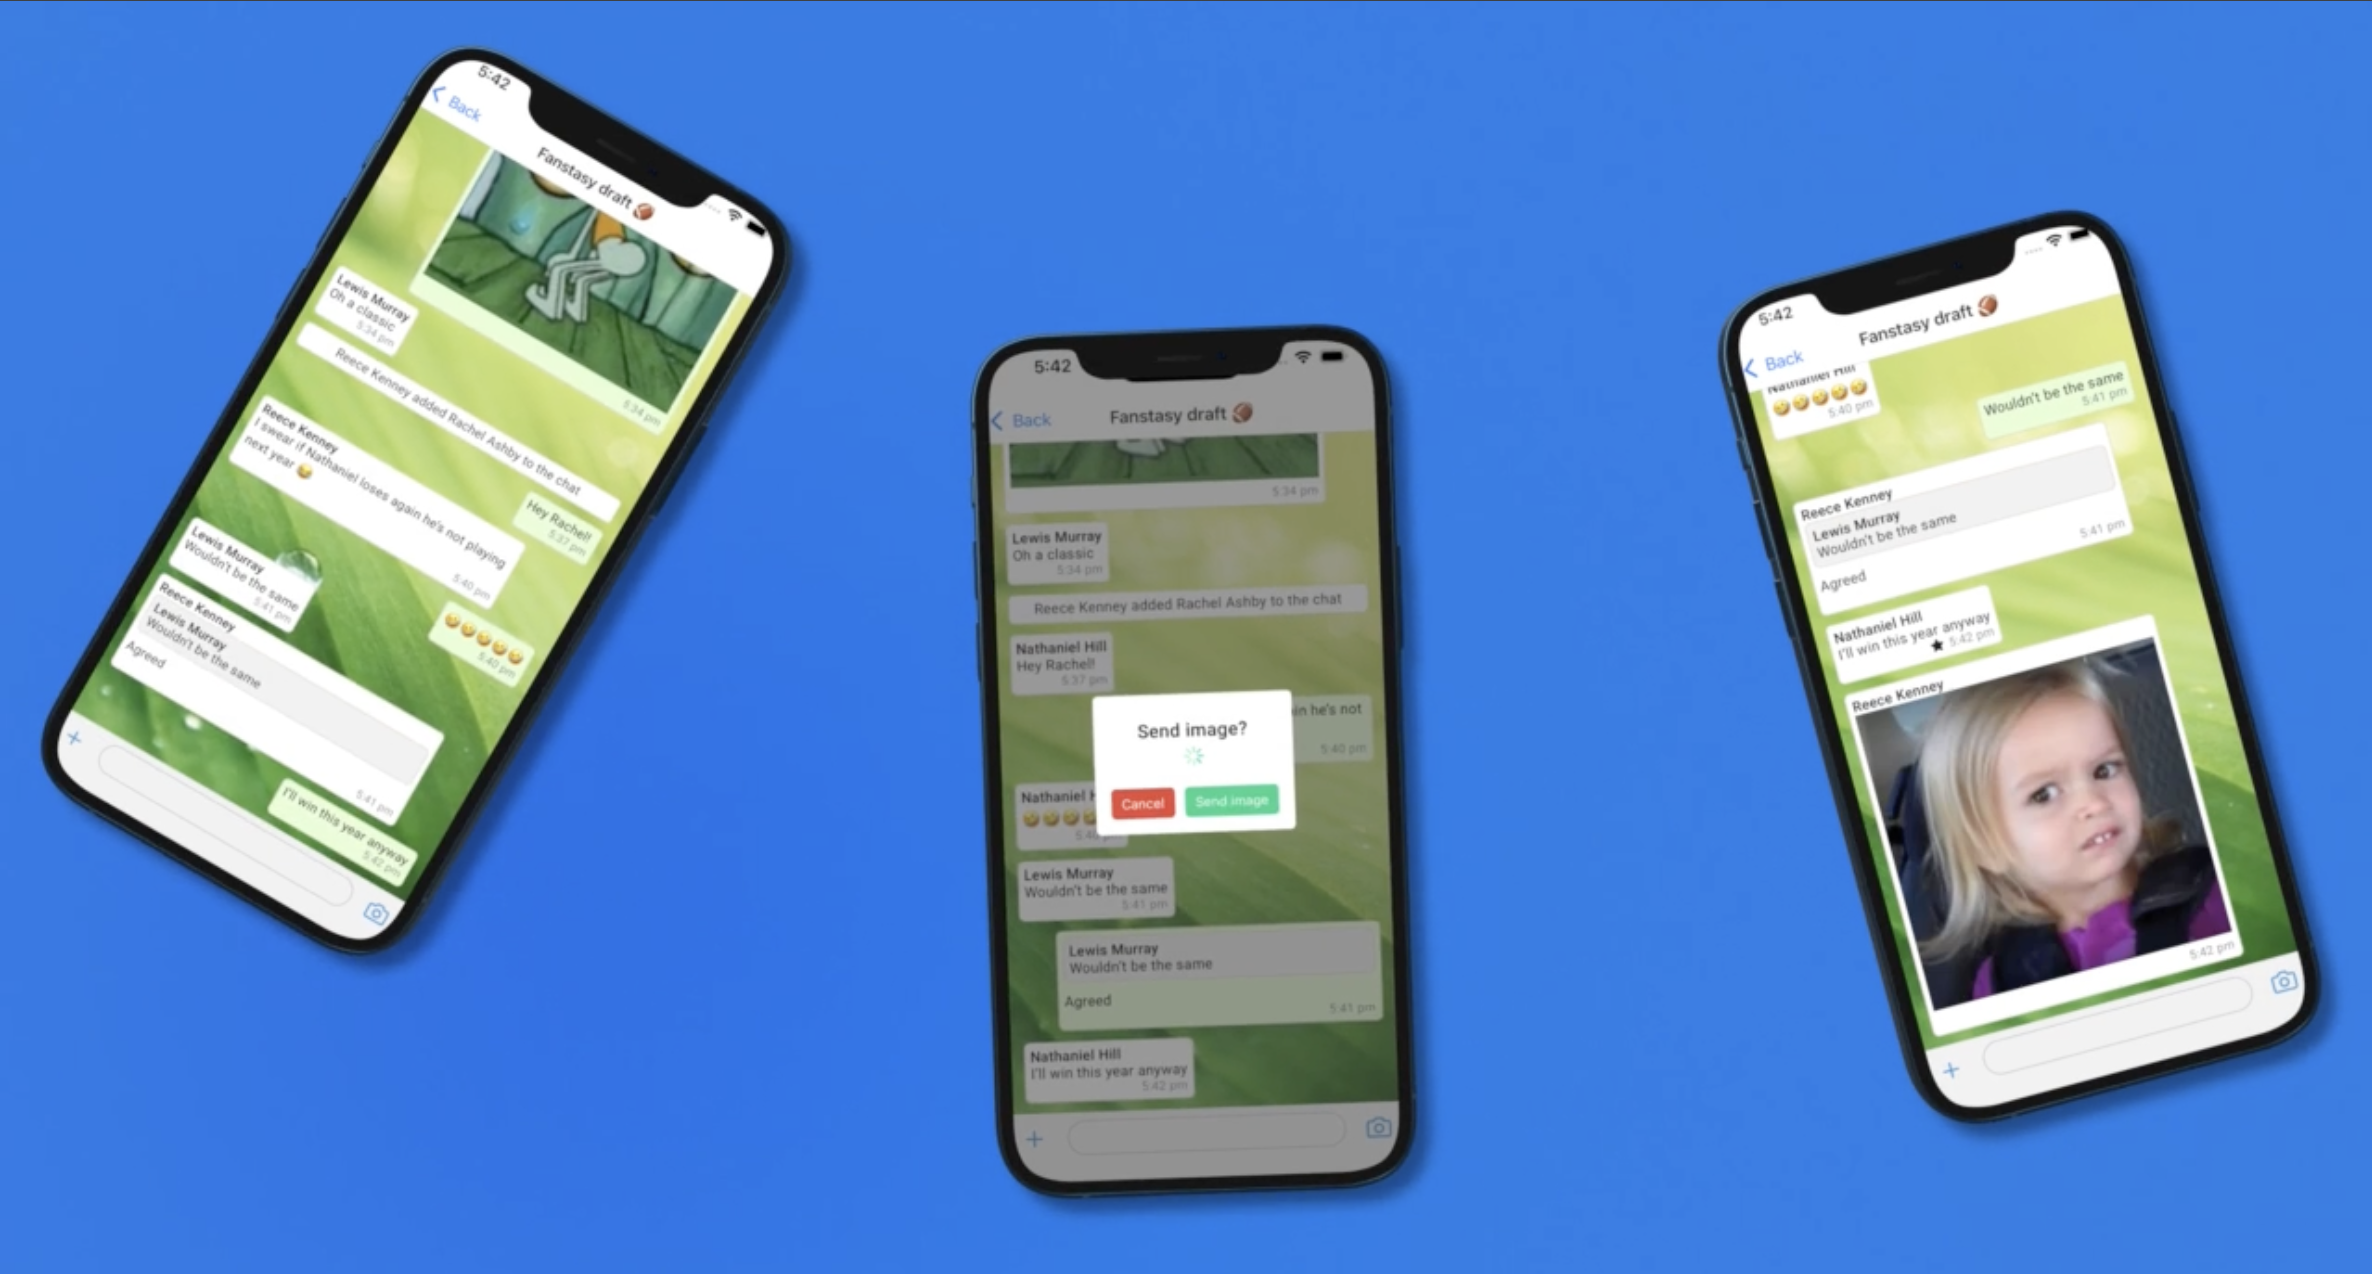 5:42
Back
Fanstasy draft
5:34 pm
Lewis Murray
Oh a classic
5:34 pm
Reece Kenney added Rachel Ashby to the chat
Hey Rachel!
5:37 pm
Reece Kenney
I swear if Nathaniel loses again he's not playing
next year 😂
5:40 pm
🤣🤣🤣🤣🤣
5:40 pm
Lewis Murray
Wouldn't be the same
5:41 pm
Reece Kenney
Lewis Murray
Wouldn't be the same
Agreed
5:41 pm
I'll win this year anyway
5:42 pm
5:42
Back
Fanstasy draft 🏈
5:34 pm
Lewis Murray
Oh a classic
5:34 pm
Reece Kenney added Rachel Ashby to the chat
Nathaniel Hill
Hey Rachel!
5:37 pm
he's not
5:40 pm
Send image?
Cancel
Send image
Nathaniel
🤣🤣🤣
5:40
Lewis Murray
Wouldn't be the same
5:41 pm
Lewis Murray
Wouldn't be the same
Agreed
5:41 pm
Nathaniel Hill
I'll win this year anyway
5:42 pm
5:42
Back
Fanstasy draft 🏈
Nathaniel Hill
🤣🤣🤣🤣🤣
5:40 pm
Wouldn't be the same
5:41 pm
Reece Kenney
Lewis Murray
Wouldn't be the same
Agreed
5:41 pm
Nathaniel Hill
I'll win this year anyway
★ 5:42 pm
Reece Kenney
5:42 pm